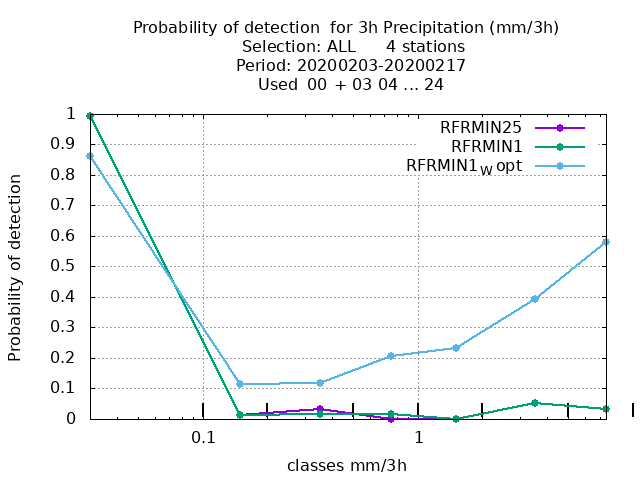 Probability of detection  for 3h Precipitation (mm/3h)
Selection: ALL      4 stations
Period: 20200203-20200217
Used  00  + 03 04 ... 24
RFRMIN25
RFRMIN1
RFRMIN1W opt
Probability of detection
1
0.9
0.8
0.7
0.6
0.5
0.4
0.3
0.2
0.1
0
0.1
1
classes mm/3h